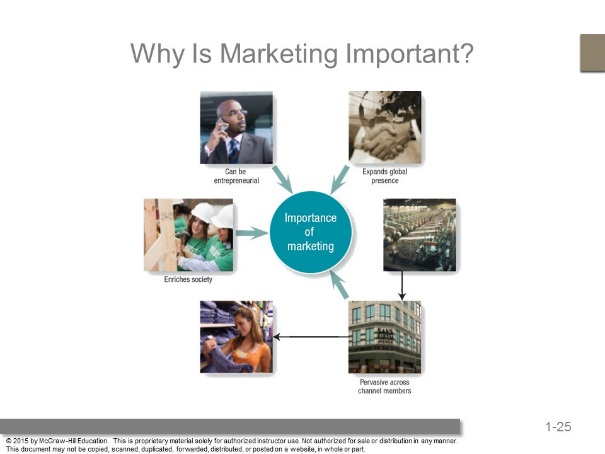 Why Is Marketing Important?
Can be
entrepreneurial
Expands global
presence
Importance
of
marketing
Enriches society
Pervasive across
channel members
1-25
© 2015 by McGraw-Hill Education. This is proprietary material solely for authorized instructor use. Not authorized for sale or distribution in any manner.
This document may not be copied, scanned, duplicated, forwarded, distributed, or posted on a website, in whole or part.